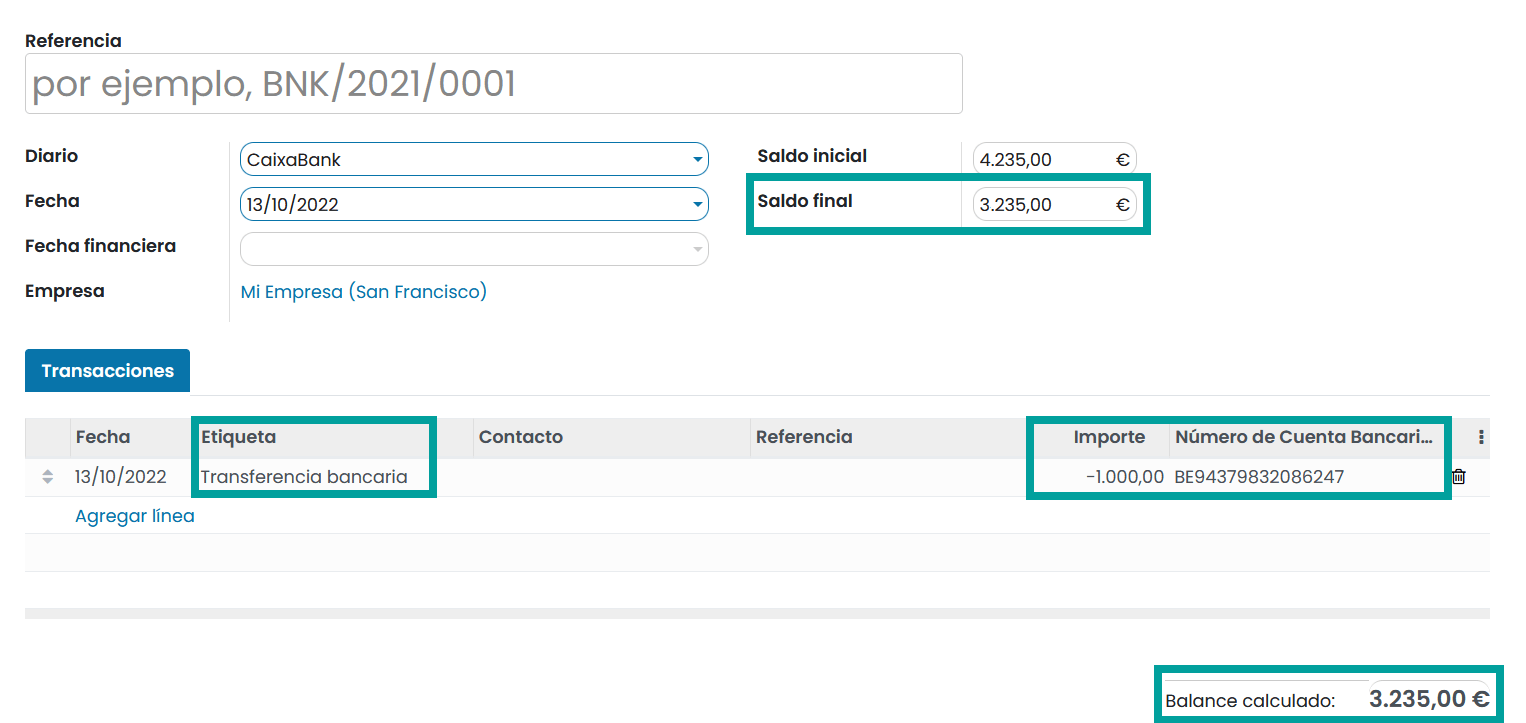 Referencia
por ejemplo, BNK/2021/0001
Diario CaixaBank Saldo inicial 4.235,00 €
Fecha 13/10/2022 Saldo final 3.235,00 €
Fecha financiera
Empresa Mi Empresa (San Francisco)
Transacciones
Fecha Etiqueta Contacto Referencia Importe Número de Cuenta Bancari...
13/10/2022 Transferencia bancaria -1.000,00 BE94379832086247
Agregar línea
Balance calculado: 3.235,00 €